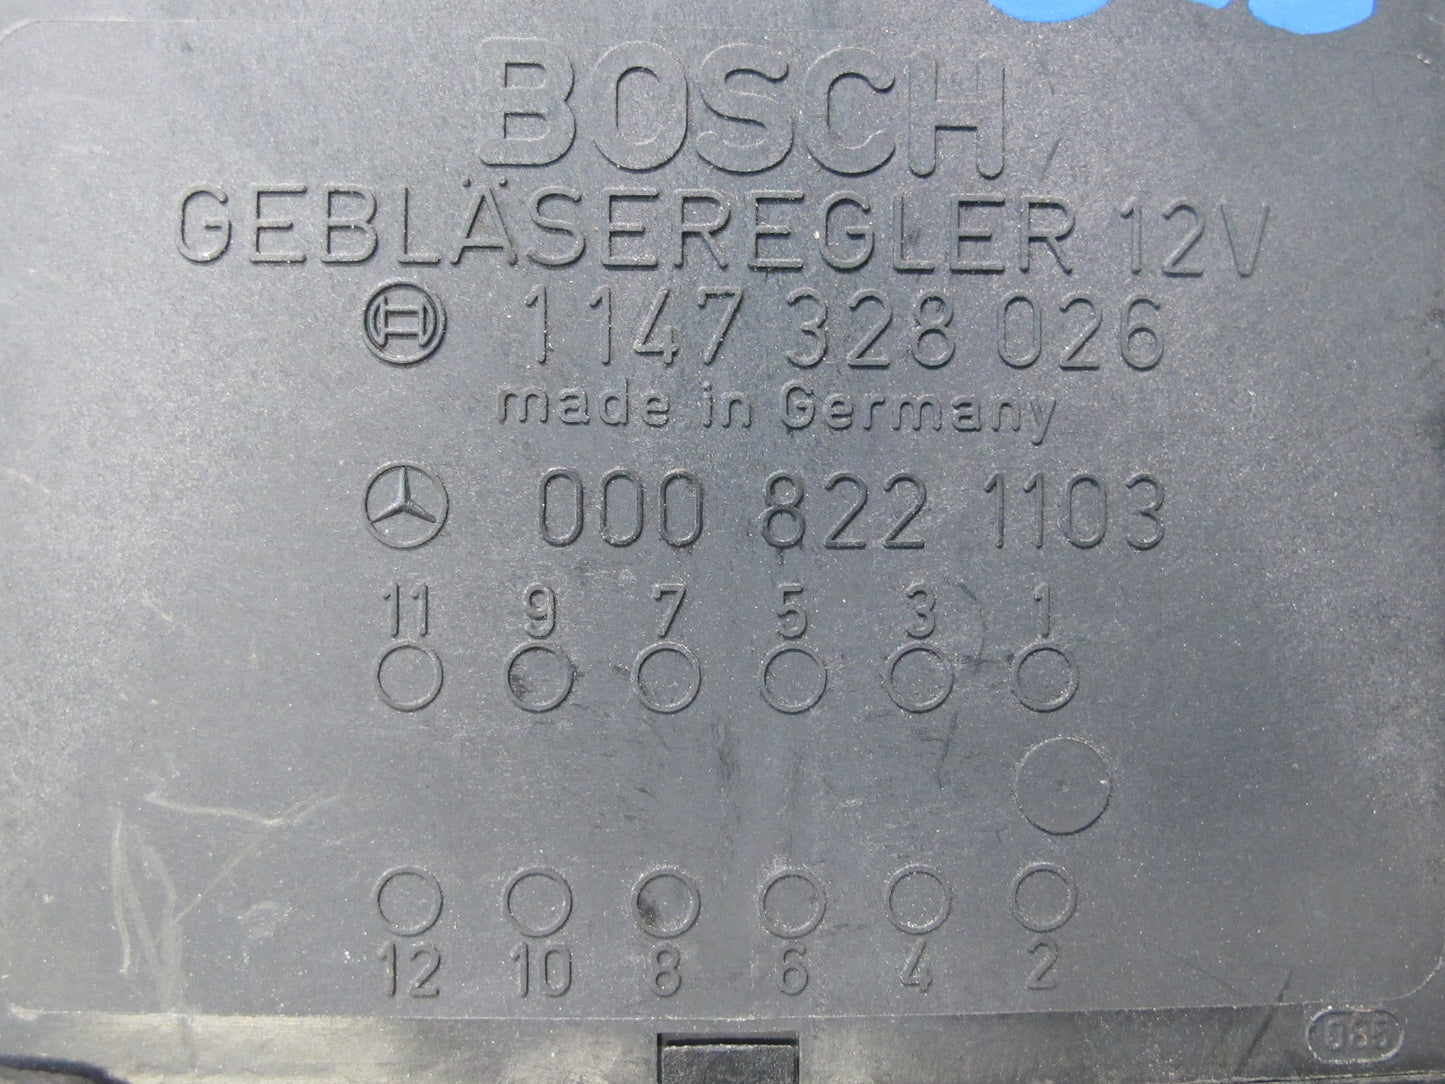 BOSCH
GEBLÄSEREGLER 12V
1 147 328 026
made in Germany
000 822 1103
11 9 7 5 3 1
12 10 8 6 4 2